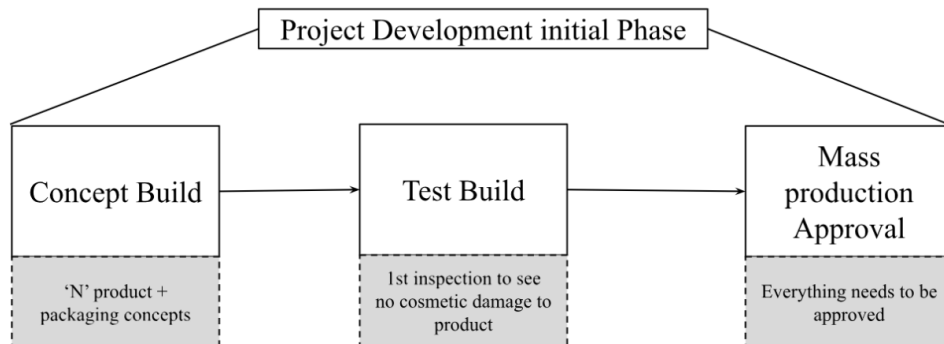 Project Development initial Phase
Concept Build
Test Build
Mass
production
Approval
‘N’ product +
packaging concepts
1st inspection to see
no cosmetic damage to
product
Everything needs to be
approved